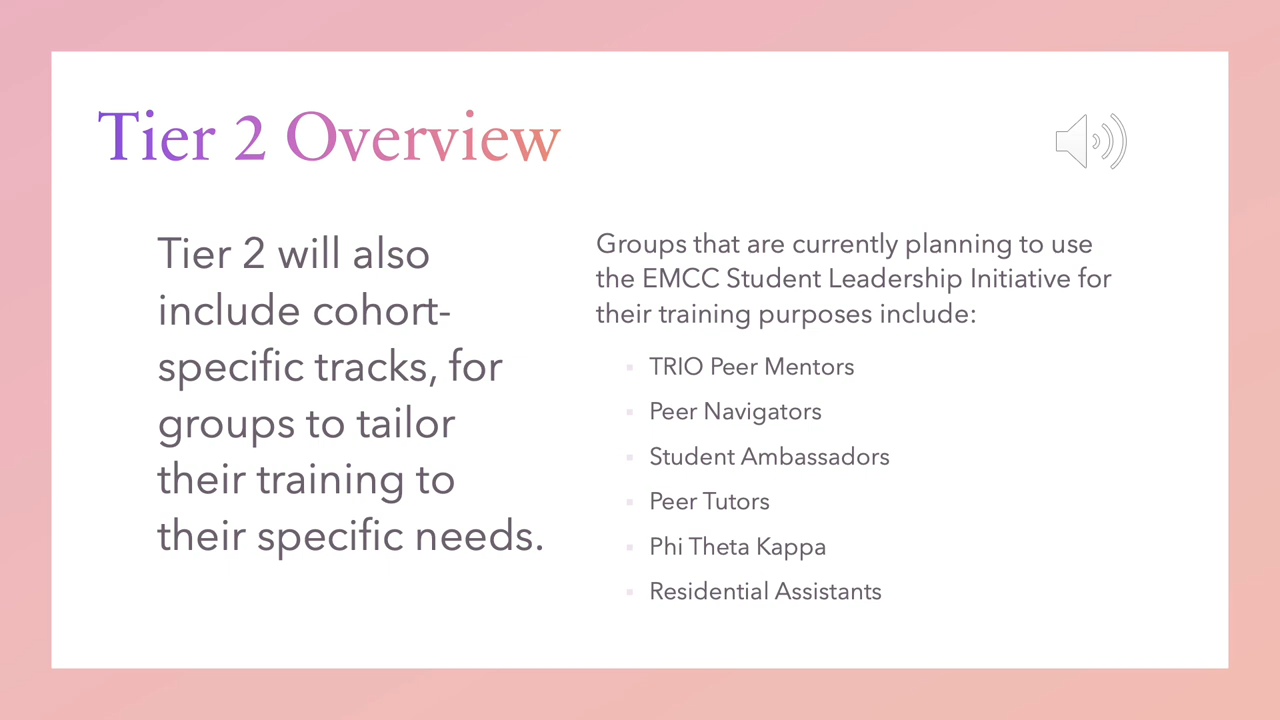 Tier 2 Overview
Tier 2 will also
include cohort-
specific tracks, for
groups to tailor
their training to
their specific needs.
Groups that are currently planning to use
the EMCC Student Leadership Initiative for
their training purposes include:
▪ TRIO Peer Mentors
▪ Peer Navigators
▪ Student Ambassadors
▪ Peer Tutors
▪ Phi Theta Kappa
▪ Residential Assistants